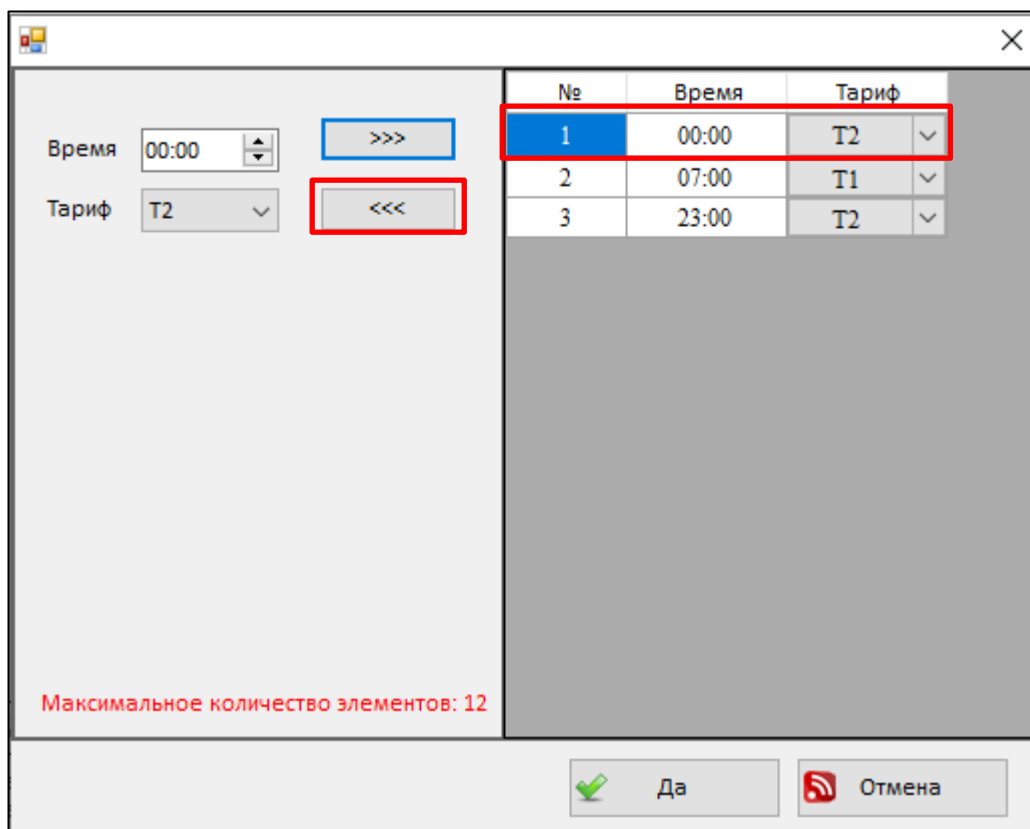 № Время Тариф
Время 00:00 >>>
1 00:00 T2
Тариф T2 <<<
2 07:00 T1
3 23:00 T2
Максимальное количество элементов: 12
Да Отмена